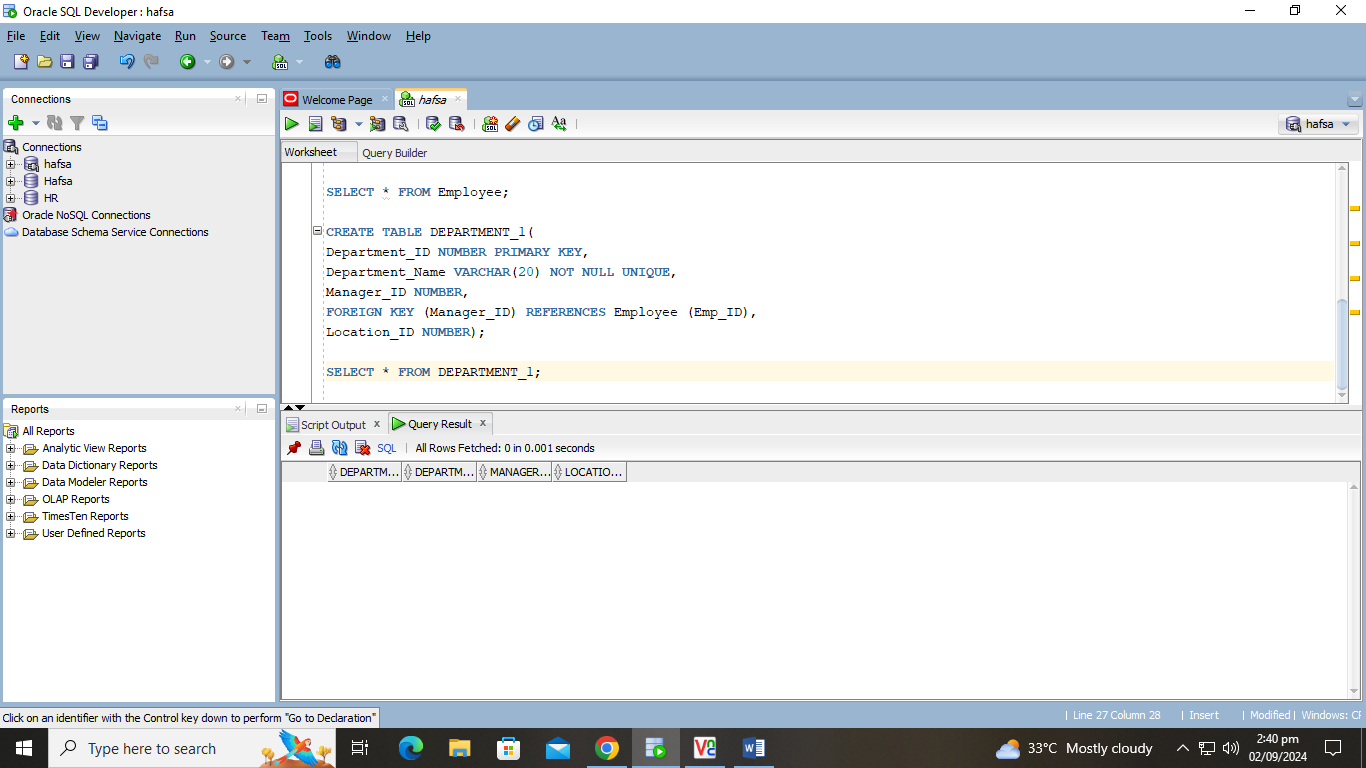 Oracle SQL Developer : hafsa
File Edit View Navigate Run Source Team Tools Window Help
Connections
Connections
hafsa
Hafsa
HR
Oracle NoSQL Connections
Database Schema Service Connections
Reports
All Reports
Analytic View Reports
Data Dictionary Reports
Data Modeler Reports
OLAP Reports
TimesTen Reports
User Defined Reports
Welcome Page hafsa
hafsa
Worksheet Query Builder
SELECT * FROM Employee;
CREATE TABLE DEPARTMENT_1(
Department_ID NUMBER PRIMARY KEY,
Department_Name VARCHAR(20) NOT NULL UNIQUE,
Manager_ID NUMBER,
FOREIGN KEY (Manager_ID) REFERENCES Employee (Emp_ID),
Location_ID NUMBER);
SELECT * FROM DEPARTMENT_1;
Script Output Query Result
SQL | All Rows Fetched: 0 in 0.001 seconds
DEPARTM... DEPARTM... MANAGER... LOCATIO...
Click on an identifier with the Control key down to perform "Go to Declaration"
| Line 27 Column 28 | Insert | Modified | Windows: CF
Type here to search
33°C Mostly cloudy
2:40 pm
02/09/2024